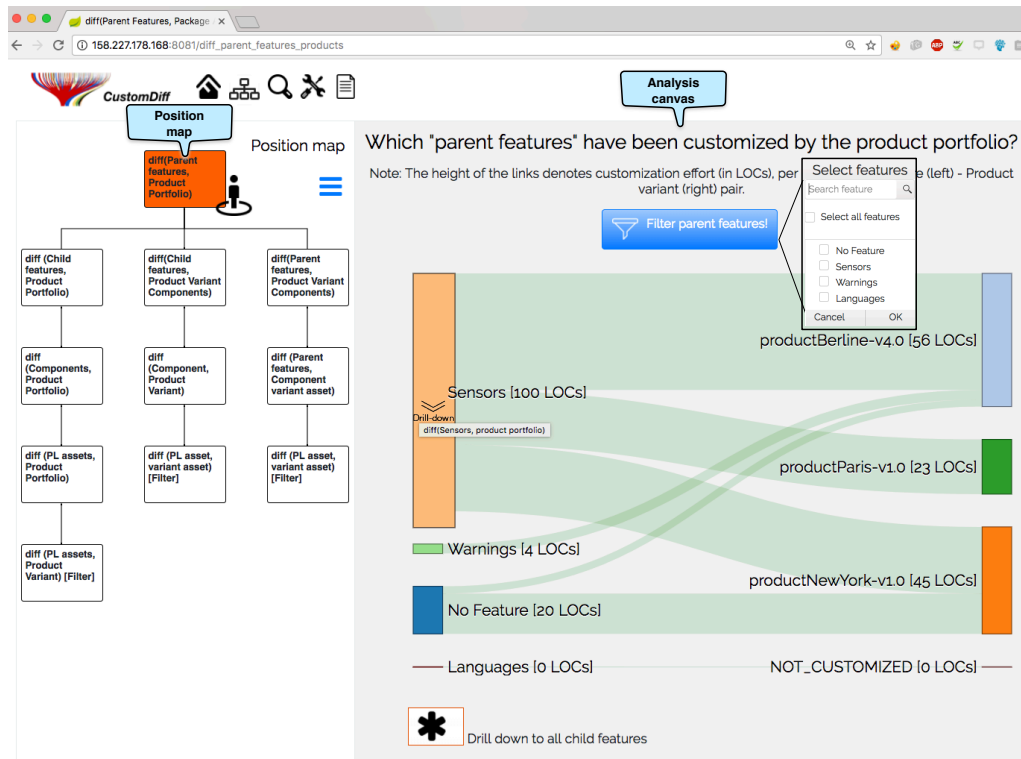 diff(Parent Features, Package
158.227.178.168:8081/diff_parent_features_products
ABP
CustomDiff
Analysis
canvas
Position
map
Position map
Which "parent features" have been customized by the product portfolio?
Note: The height of the links denotes customization effort (in LOCs), per
e (left) - Product
variant (right) pair.
Filter parent features!
Select features
Search feature
Select all features
No Feature
Sensors
Warnings
Languages
Cancel
OK
diff(Parent
features,
Product
Portfolio)
diff (Child
features,
Product
Portfolio)
diff(Child
features,
Product Variant
Components)
diff(Parent
features,
Product Variant
Components)
diff
(Components,
Product
Portfolio)
diff
(Component,
Product
Variant)
diff (Parent
features,
Component
variant asset)
diff (PL assets,
Product
Portfolio)
diff (PL asset,
variant asset)
[Filter]
diff (PL asset,
variant asset)
[Filter]
diff (PL assets,
Product
Variant) [Filter]
Sensors [100 LOCs]
Drill-down
diff(Sensors, product portfolio)
Warnings [4 LOCs]
No Feature [20 LOCs]
Languages [0 LOCs]
productBerline-v4.0 [56 LOCs]
productParis-v1.0 [23 LOCs]
productNewYork-v1.0 [45 LOCs]
NOT_CUSTOMIZED [0 LOCs]
Drill down to all child features